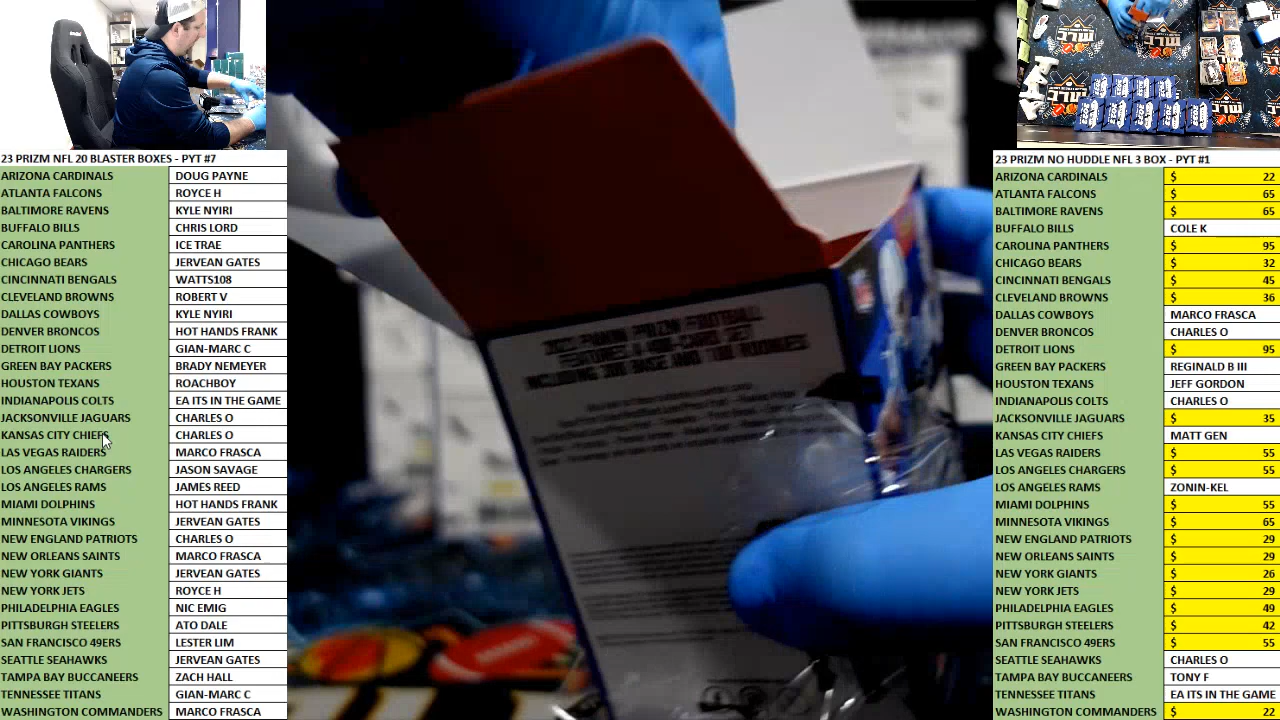 23 PRIZM NFL 20 BLASTER BOXES - PYT #7
ARIZONA CARDINALS DOUG PAYNE
ATLANTA FALCONS ROYCE H
BALTIMORE RAVENS KYLE NYIRI
BUFFALO BILLS CHRIS LORD
CAROLINA PANTHERS ICE TRAE
CHICAGO BEARS JERVEAN GATES
CINCINNATI BENGALS WATTS108
CLEVELAND BROWNS ROBERT V
DALLAS COWBOYS KYLE NYIRI
DENVER BRONCOS HOT HANDS FRANK
DETROIT LIONS GIAN-MARC C
GREEN BAY PACKERS BRADY NEMEYER
HOUSTON TEXANS ROACHBOY
INDIANAPOLIS COLTS EA ITS IN THE GAME
JACKSONVILLE JAGUARS CHARLES O
KANSAS CITY CHIEFS CHARLES O
LAS VEGAS RAIDERS MARCO FRASCA
LOS ANGELES CHARGERS JASON SAVAGE
LOS ANGELES RAMS JAMES REED
MIAMI DOLPHINS HOT HANDS FRANK
MINNESOTA VIKINGS JERVEAN GATES
NEW ENGLAND PATRIOTS CHARLES O
NEW ORLEANS SAINTS MARCO FRASCA
NEW YORK GIANTS JERVEAN GATES
NEW YORK JETS ROYCE H
PHILADELPHIA EAGLES NIC EMIG
PITTSBURGH STEELERS ATO DALE
SAN FRANCISCO 49ERS LESTER LIM
SEATTLE SEAHAWKS JERVEAN GATES
TAMPA BAY BUCCANEERS ZACH HALL
TENNESSEE TITANS GIAN-MARC C
WASHINGTON COMMANDERS MARCO FRASCA
PANINI PRIZM FOOTBALL
INCLUDING 300 BASE AND ROOKIES
23 PRIZM NO HUDDLE NFL 3 BOX - PYT #1
ARIZONA CARDINALS $ 22
ATLANTA FALCONS $ 65
BALTIMORE RAVENS $ 65
BUFFALO BILLS COLE K
CAROLINA PANTHERS $ 95
CHICAGO BEARS $ 32
CINCINNATI BENGALS $ 45
CLEVELAND BROWNS $ 36
DALLAS COWBOYS MARCO FRASCA
DENVER BRONCOS CHARLES O
DETROIT LIONS $ 95
GREEN BAY PACKERS REGINALD B III
HOUSTON TEXANS JEFF GORDON
INDIANAPOLIS COLTS CHARLES O
JACKSONVILLE JAGUARS $ 35
KANSAS CITY CHIEFS MATT GEN
LAS VEGAS RAIDERS $ 55
LOS ANGELES CHARGERS $ 55
LOS ANGELES RAMS ZONIN-KEL
MIAMI DOLPHINS $ 55
MINNESOTA VIKINGS $ 65
NEW ENGLAND PATRIOTS $ 29
NEW ORLEANS SAINTS $ 29
NEW YORK GIANTS $ 26
NEW YORK JETS $ 29
PHILADELPHIA EAGLES $ 49
PITTSBURGH STEELERS $ 42
SAN FRANCISCO 49ERS $ 55
SEATTLE SEAHAWKS CHARLES O
TAMPA BAY BUCCANEERS TONY F
TENNESSEE TITANS EA ITS IN THE GAME
WASHINGTON COMMANDERS $ 22